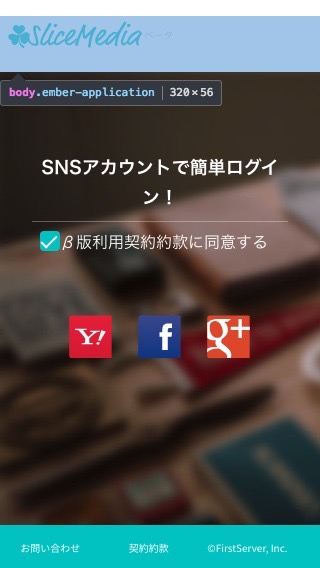 SliceMedia ベータ
body.ember-application 320×56
SNSアカウントで簡単ログイ
ン！
β版利用契約約款に同意する
Y! f g+
お問い合わせ 契約約款 ©FirstServer, Inc.